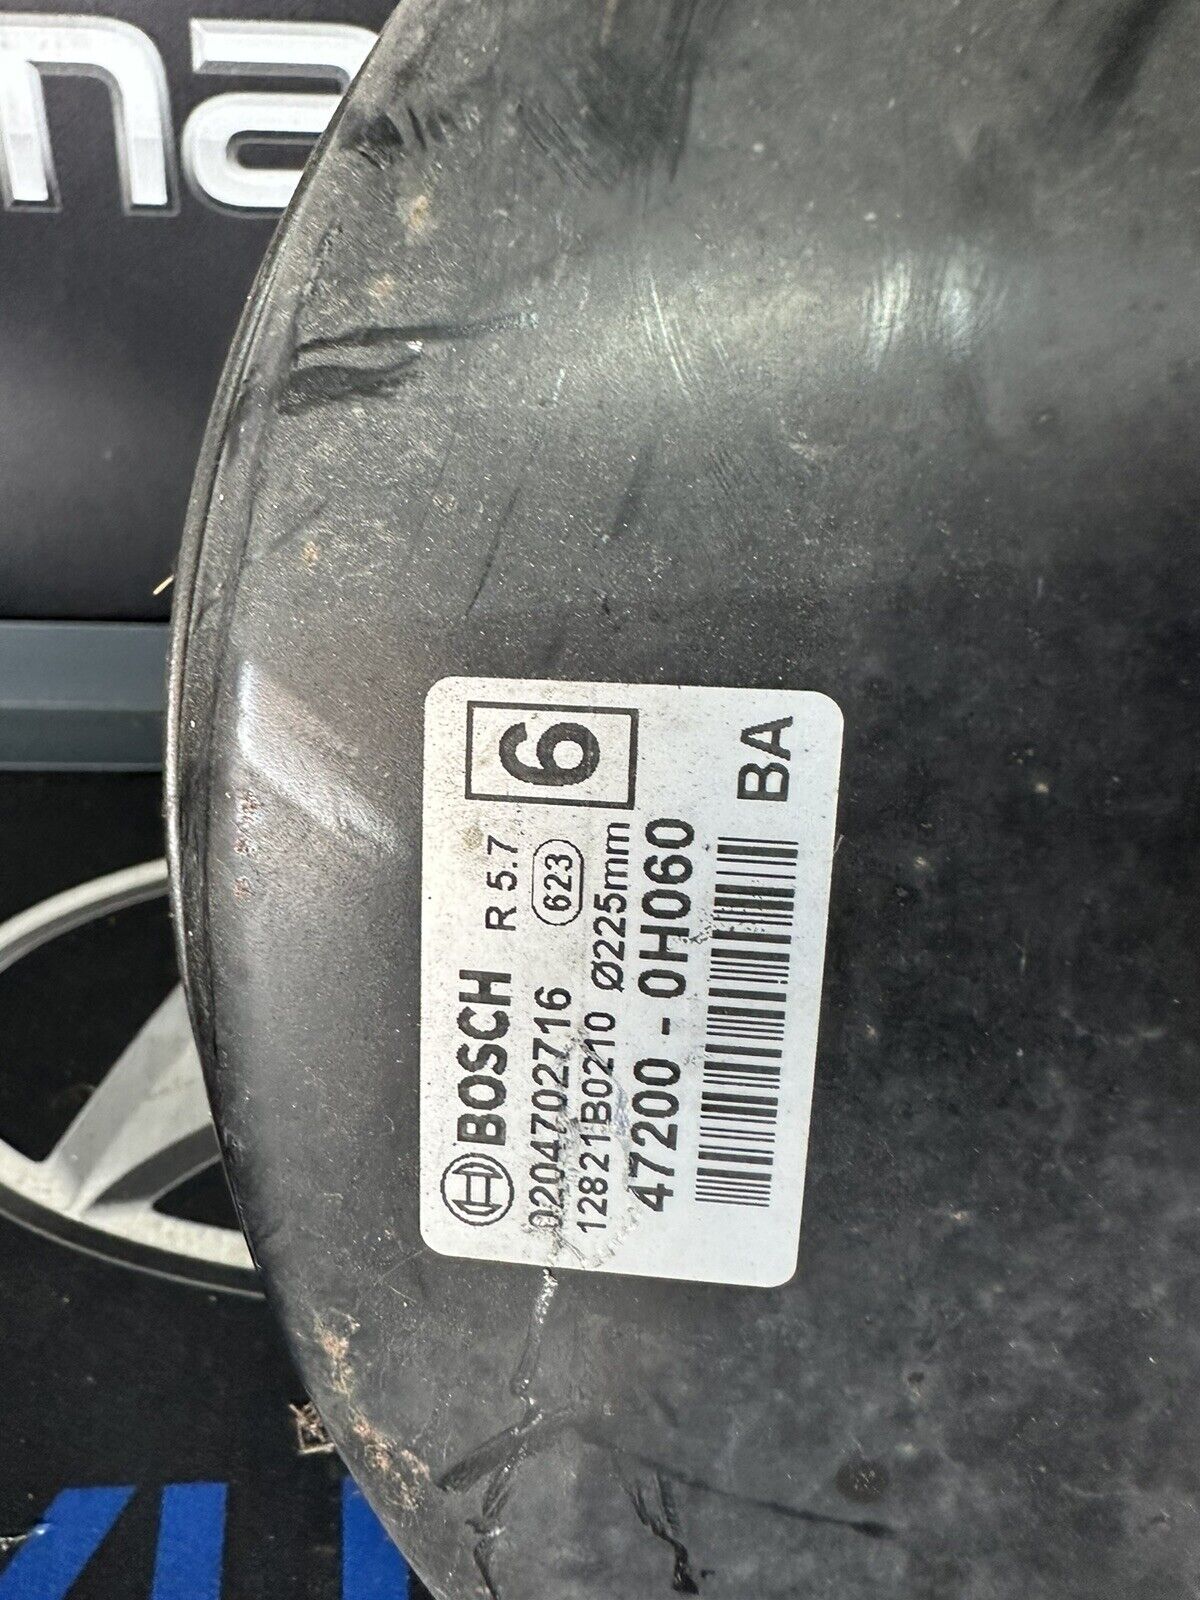 BOSCH R 5.7
6
0204702716 623
12821B0210 Ø225mm
47200 - 0H060
BA